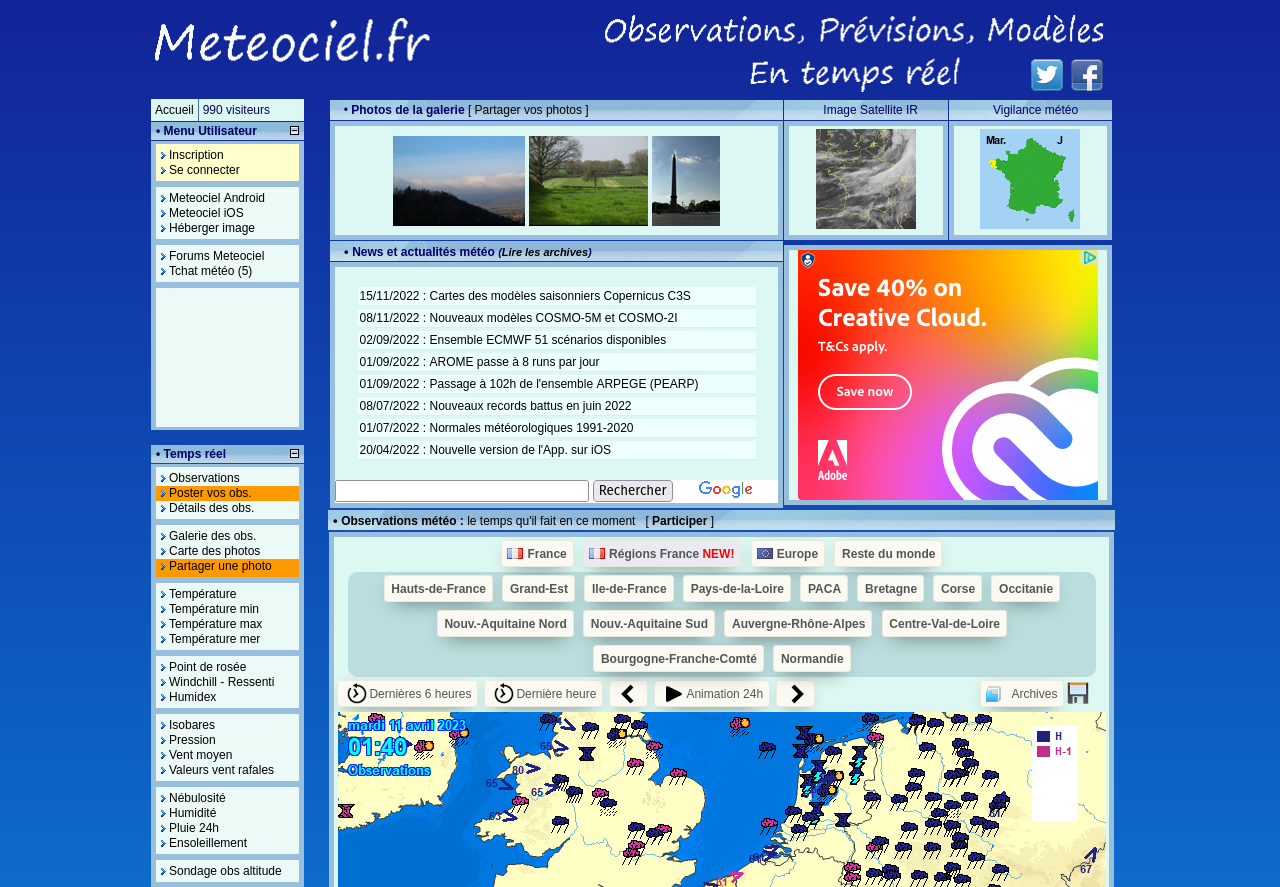 Meteociel.fr
Observations, Prévisions, Modèles
En temps réel
Accueil 990 visiteurs
• Menu Utilisateur
Inscription
Se connecter
Meteociel Android
Meteociel iOS
Héberger image
Forums Meteociel
Tchat météo (5)
• Temps réel
Observations
Poster vos obs.
Détails des obs.
Galerie des obs.
Carte des photos
Partager une photo
Température
Température min
Température max
Température mer
Point de rosée
Windchill - Ressenti
Humidex
Isobares
Pression
Vent moyen
Valeurs vent rafales
Nébulosité
Humidité
Pluie 24h
Ensoleillement
Sondage obs altitude
• Photos de la galerie [ Partager vos photos ]
Image Satellite IR
Vigilance météo
Mar. J
• News et actualités météo (Lire les archives)
15/11/2022 : Cartes des modèles saisonniers Copernicus C3S
08/11/2022 : Nouveaux modèles COSMO-5M et COSMO-2I
02/09/2022 : Ensemble ECMWF 51 scénarios disponibles
01/09/2022 : AROME passe à 8 runs par jour
01/09/2022 : Passage à 102h de l'ensemble ARPEGE (PEARP)
08/07/2022 : Nouveaux records battus en juin 2022
01/07/2022 : Normales météorologiques 1991-2020
20/04/2022 : Nouvelle version de l'App. sur iOS
Rechercher Google
Save 40% on
Creative Cloud.
T&Cs apply.
Save now
Adobe
• Observations météo : le temps qu'il fait en ce moment [ Participer ]
France Régions France NEW! Europe Reste du monde
Hauts-de-France Grand-Est Ile-de-France Pays-de-la-Loire PACA Bretagne Corse Occitanie
Nouv.-Aquitaine Nord Nouv.-Aquitaine Sud Auvergne-Rhône-Alpes Centre-Val-de-Loire
Bourgogne-Franche-Comté Normandie
Dernières 6 heures Dernière heure Animation 24h Archives
mardi 11 avril 2023
01:40
Observations
H
H-1
65
80
65
65
67